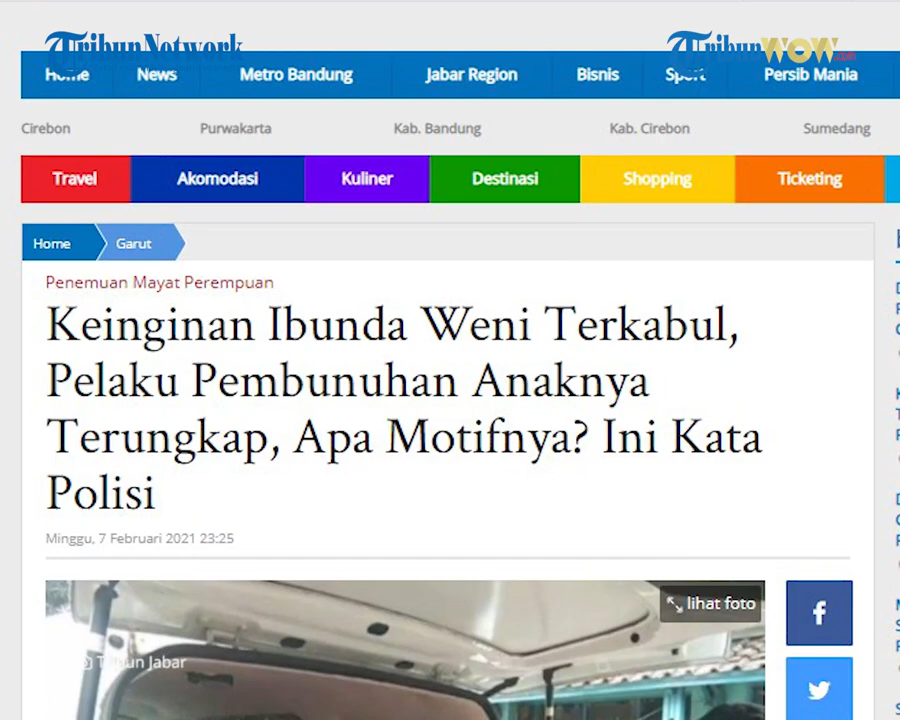 TribunNetwork
TribunWOW.com
Home News Metro Bandung Jabar Region Bisnis Sport Persib Mania
Cirebon Purwakarta Kab. Bandung Kab. Cirebon Sumedang
Travel Akomodasi Kuliner Destinasi Shopping Ticketing
Home Garut
Penemuan Mayat Perempuan
Keinginan Ibunda Weni Terkabul,
Pelaku Pembunuhan Anaknya
Terungkap, Apa Motifnya? Ini Kata
Polisi
Minggu, 7 Februari 2021 23:25
lihat foto
Tribun Jabar